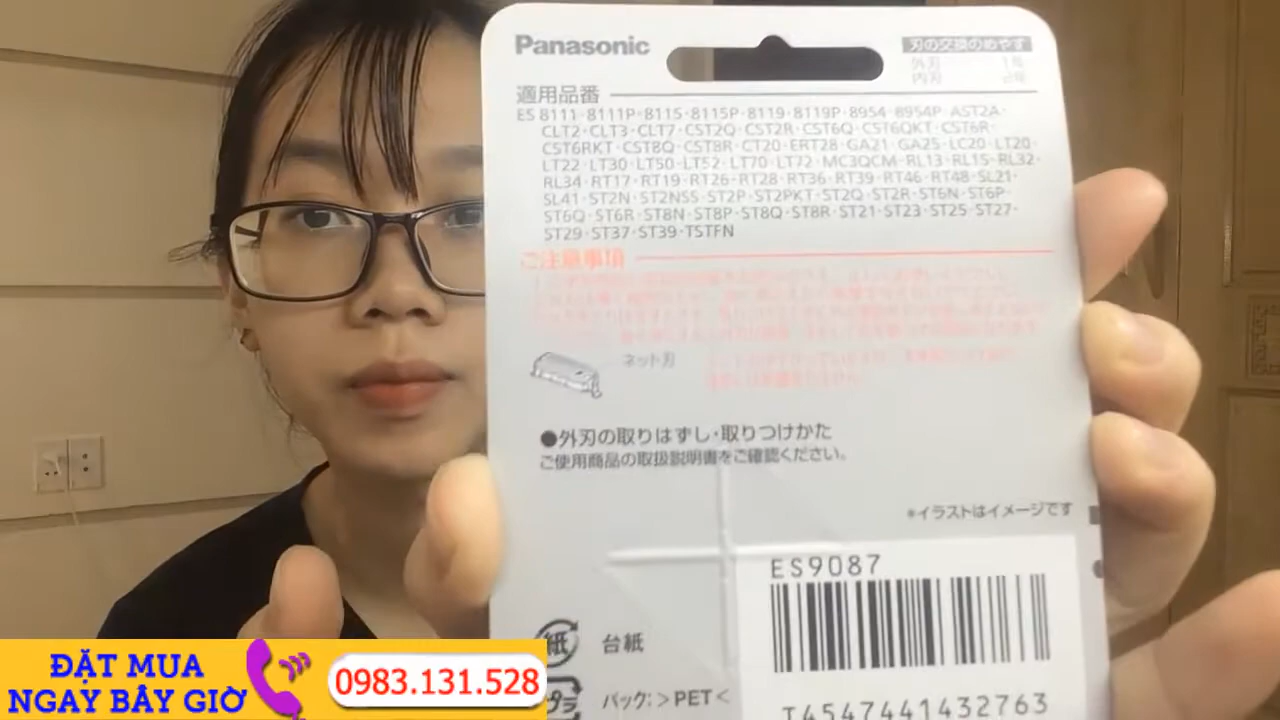 Panasonic
刃の交換のめやす
外刃 1年
内刃 2年
適用品番
ES 8111・8111P・8115・8115P・8119・8119P・8954・8954P・AST2A・
CLT2・CLT3・CLT7・CST2Q・CST2R・CST6Q・CST6QKT・CST6R・
CST6RKT・CST8Q・CST8R・CT20・ERT28・GA21・GA25・LC20・LT20・
LT22・LT30・LT50・LT52・LT70・LT72・MC3QCM・RL13・RL15・RL32・
RL34・RT17・RT19・RT26・RT28・RT36・RT39・RT46・RT48・SL21・
SL41・ST2N・ST2NSS・ST2P・ST2PKT・ST2Q・ST2R・ST6N・ST6P・
ST6Q・ST6R・ST8N・ST8P・ST8Q・ST8R・ST21・ST23・ST25・ST27・
ST29・ST37・ST39・TSTFN
ご注意事項
ネット刃
●外刃の取りはずし・取りつけかた
ご使用商品の取扱説明書をご確認ください。
*イラストはイメージです
ES9087
紙 台紙
プラ パック:>PET<
T4547441432763
ĐẶT MUA
NGAY BÂY GIỜ
0983.131.528